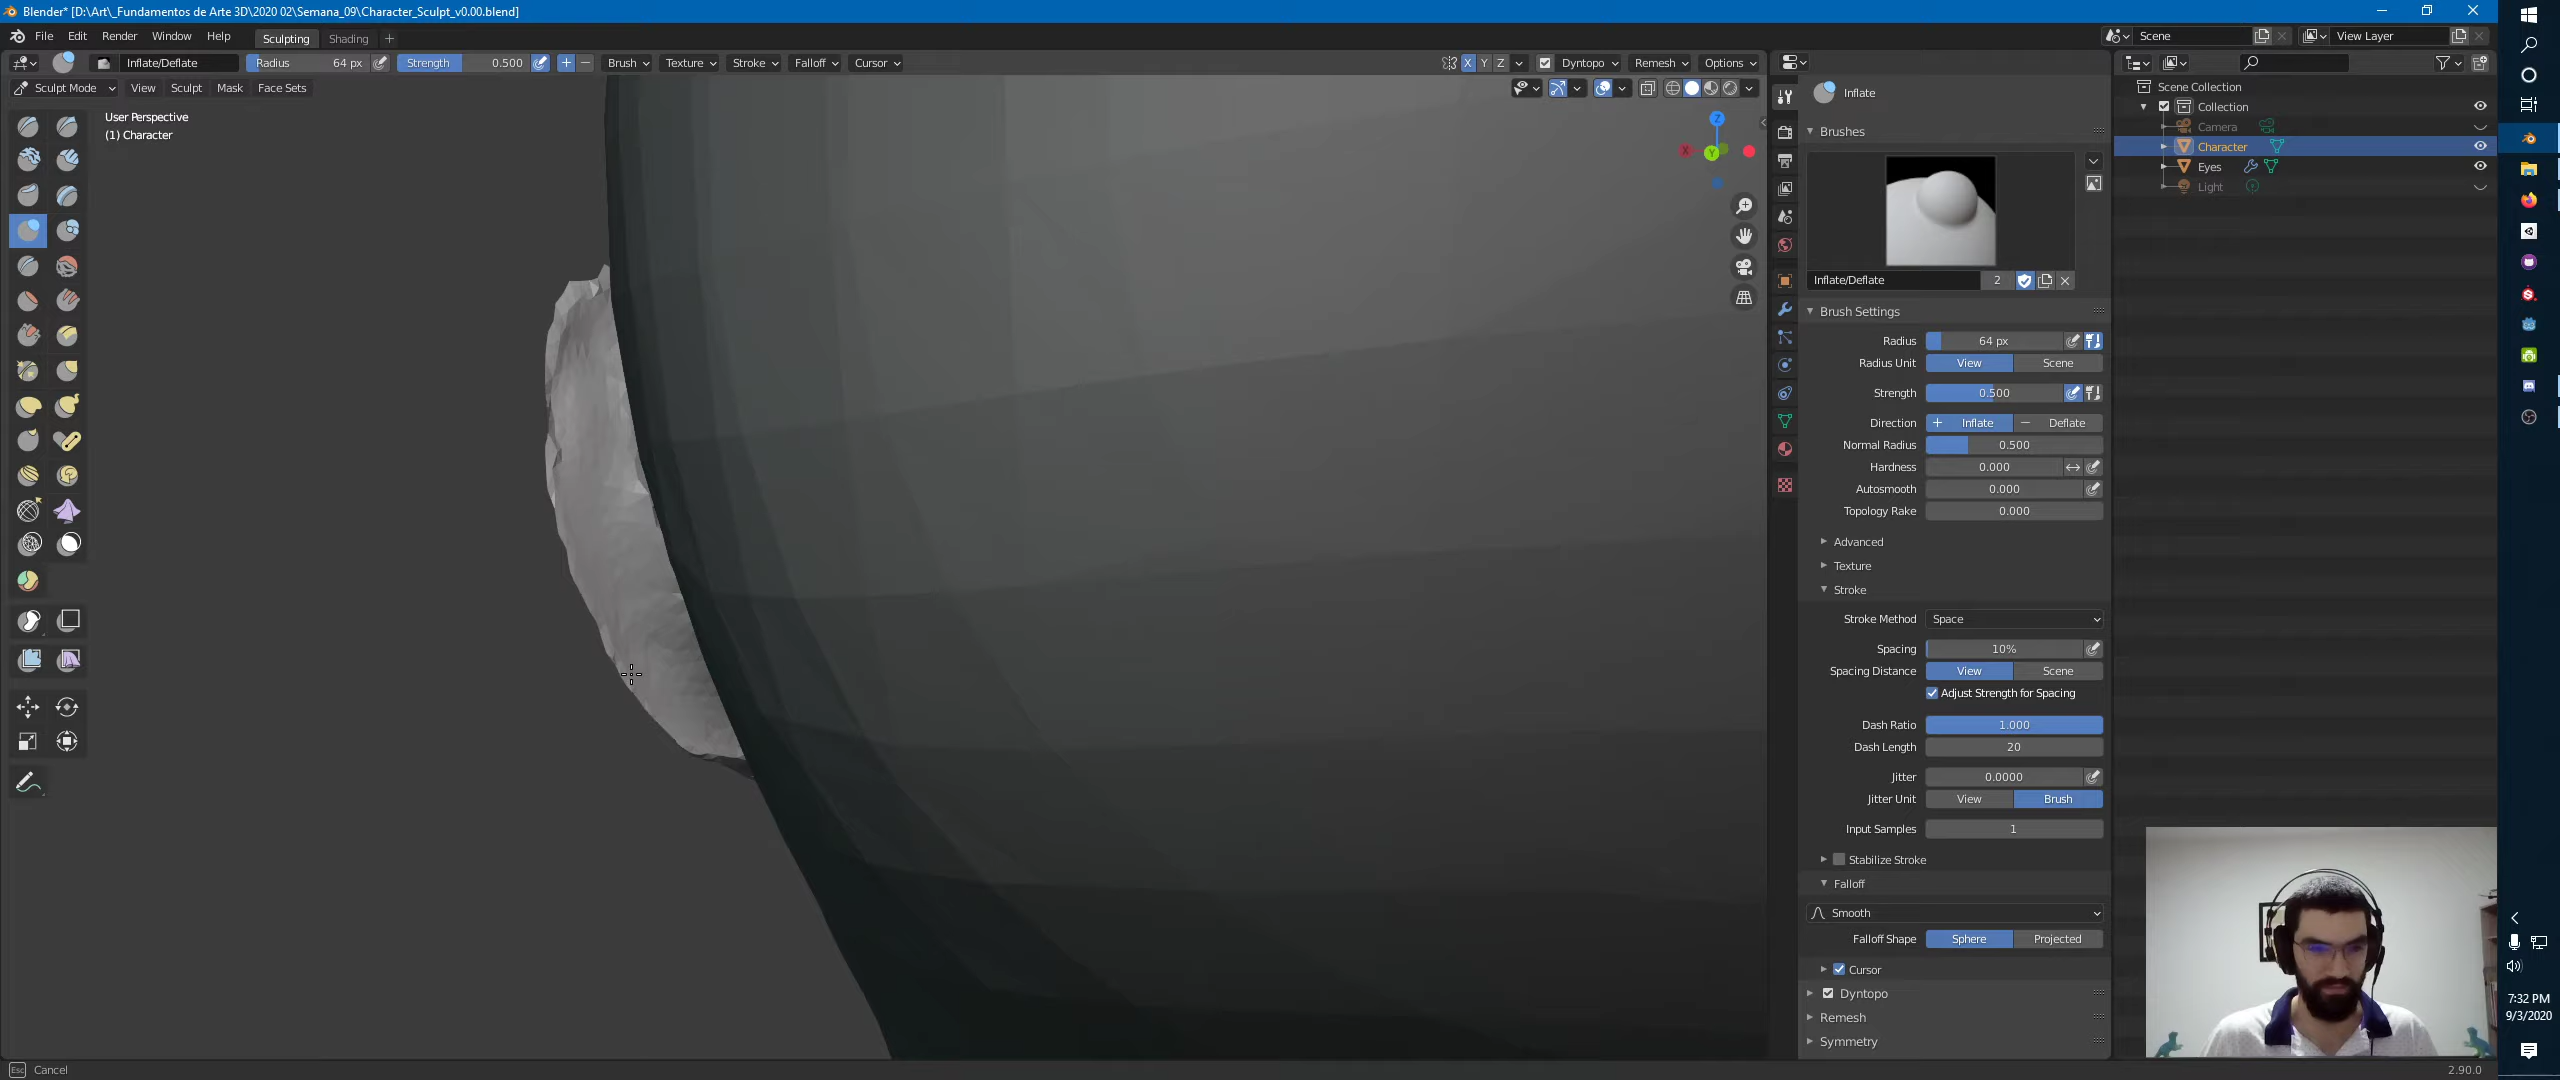 Blender* [D:\Art\_Fundamentos de Arte 3D\2020 02\Semana_09\Character_Sculpt_v0.00.blend]
File Edit Render Window Help Sculpting Shading +
Scene View Layer
Inflate/Deflate Radius 64 px Strength 0.500 Brush Texture Stroke Falloff Cursor X Y Z Dyntopo Remesh Options
Sculpt Mode View Sculpt Mask Face Sets
User Perspective
(1) Character
Z
X
Y
Inflate
Brushes
Inflate/Deflate 2
Brush Settings
Radius 64 px
Radius Unit View Scene
Strength 0.500
Direction + Inflate − Deflate
Normal Radius 0.500
Hardness 0.000
Autosmooth 0.000
Topology Rake 0.000
Advanced
Texture
Stroke
Stroke Method Space
Spacing 10%
Spacing Distance View Scene
Adjust Strength for Spacing
Dash Ratio 1.000
Dash Length 20
Jitter 0.0000
Jitter Unit View Brush
Input Samples 1
Stabilize Stroke
Falloff
Smooth
Falloff Shape Sphere Projected
Cursor
Dyntopo
Remesh
Symmetry
Scene Collection
Collection
Camera
Character
Eyes
Light
7:32 PM
9/3/2020
Esc Cancel
2.90.0